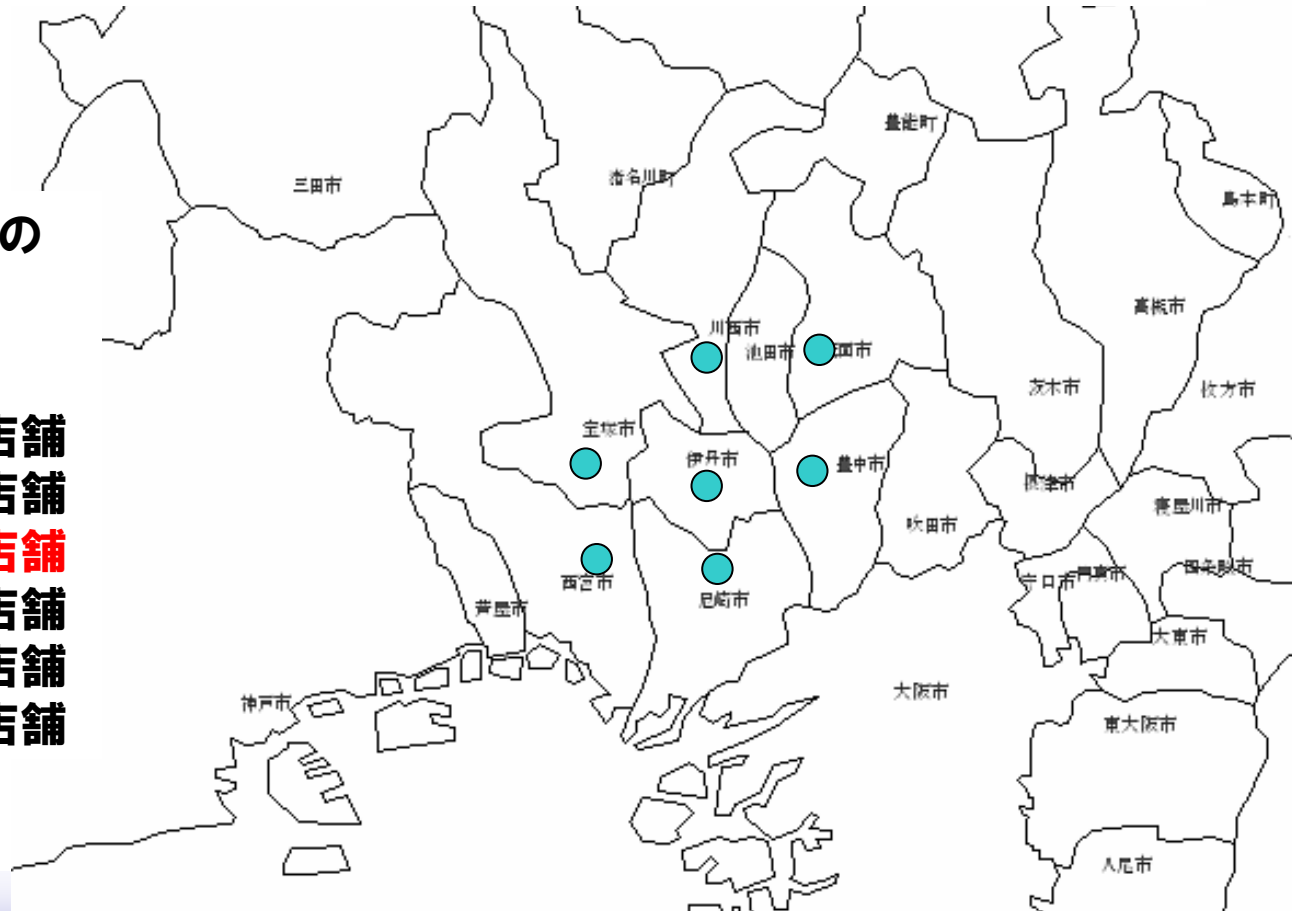 豊能町
三田市
猪名川町
島本町
の
高槻市
川西市
池田市
面市
茨木市
枚方市
店舗
宝塚市
伊丹市
豊中市
店舗
摂津市
寝屋川市
吹田市
店舗
西宮市
守口市
門真市
四条畷市
尼崎市
芦屋市
店舗
大東市
店舗
神戸市
大阪市
店舗
東大阪市
八尾市